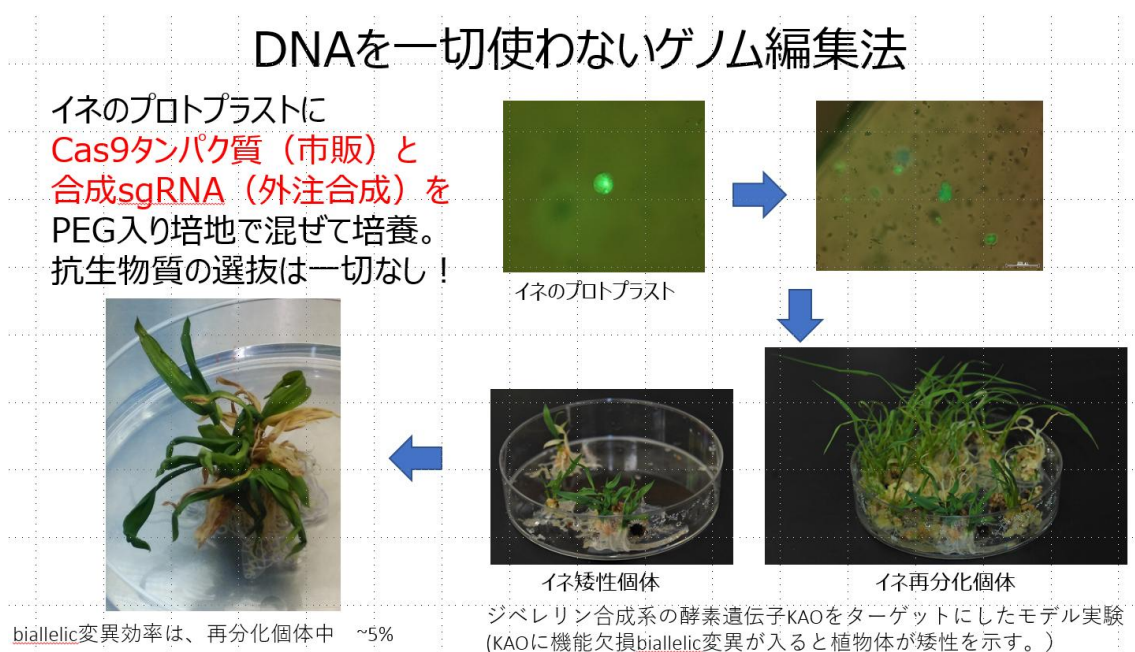 DNAを一切使わないゲノム編集法
イネのプロトプラストに
Cas9タンパク質（市販）と
合成sgRNA（外注合成）を
PEG入り培地で混ぜて培養。
抗生物質の選抜は一切なし！
イネのプロトプラスト
イネ矮性個体
イネ再分化個体
ジベレリン合成系の酵素遺伝子KAOをターゲットにしたモデル実験
(KAOに機能欠損biallelic変異が入ると植物体が矮性を示す。）
biallelic変異効率は、再分化個体中　~5%